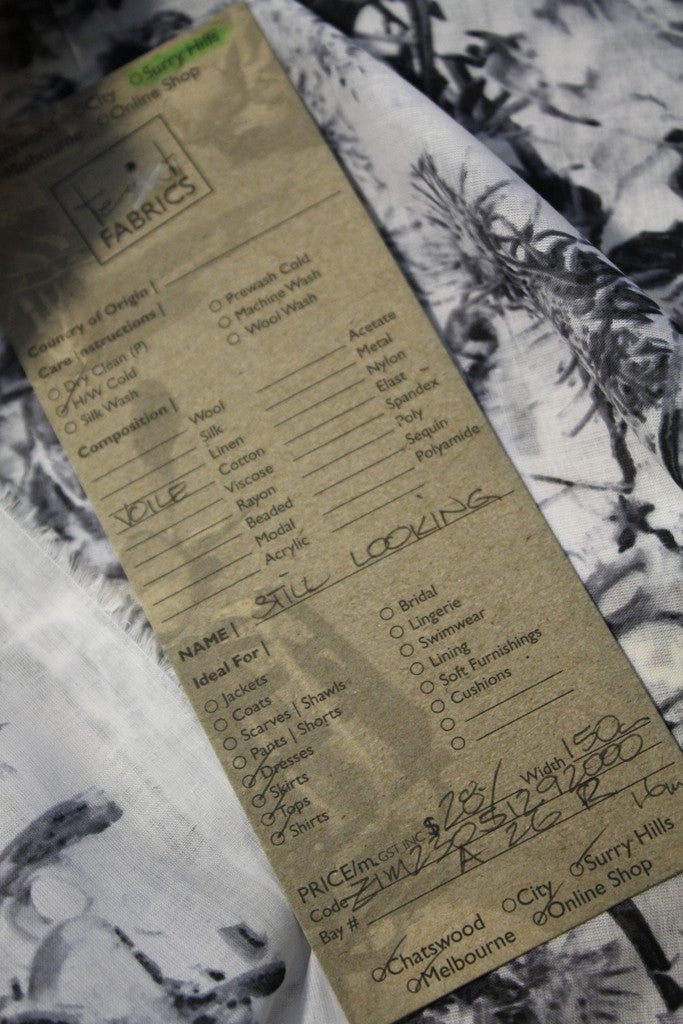 City Surry Hills
Melbourne Online Shop
FABRICS
Country of Origin |
Care Instructions |
Dry Clean (P)
H/W Cold
Silk Wash
Prewash Cold
Machine Wash
Wool Wash
Composition |
Wool
Silk
Linen
VOILE Cotton
Viscose
Rayon
Beaded
Modal
Acrylic
Acetate
Metal
Nylon
Elast
Spandex
Poly
Sequin
Polyamide
NAME | STILL LOOKING
Ideal For |
Jackets
Coats
Scarves | Shawls
Pants | Shorts
Dresses
Skirts
Tops
Shirts
Bridal
Lingerie
Swimwear
Lining
Soft Furnishings
Cushions
PRICE/m GST.INC $28-/ Width 150c
Code
Bay # A 26 R 16m
Chatswood City Surry Hills
Melbourne Online Shop